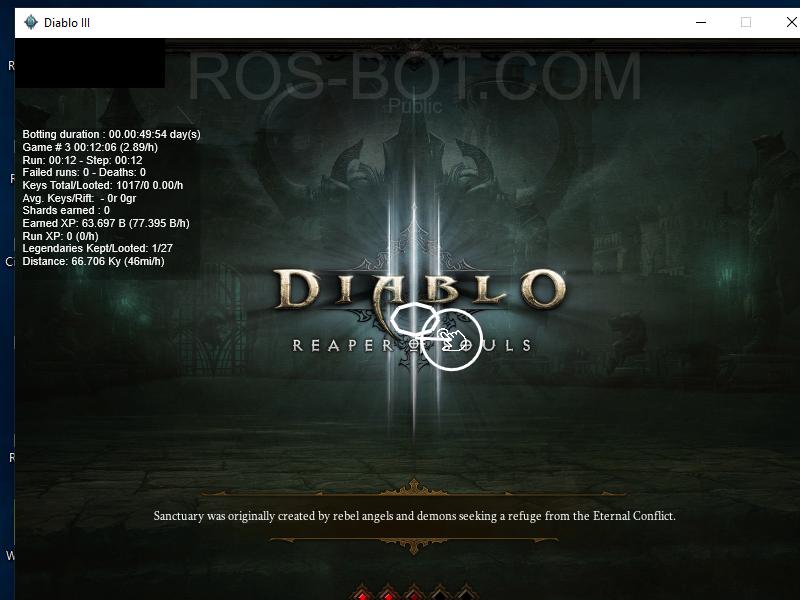 Diablo III
ROS-BOT.COM
Public
Botting duration : 00.00:49:54 day(s)
Game # 3 00:12:06 (2.89/h)
Run: 00:12 - Step: 00:12
Failed runs: 0 - Deaths: 0
Keys Total/Looted: 1017/0 0.00/h
Avg. Keys/Rift:  - 0r 0gr
Shards earned : 0
Earned XP: 63.697 B (77.395 B/h)
Run XP: 0 (0/h)
Legendaries Kept/Looted: 1/27
Distance: 66.706 Ky (46mi/h)
DIABLO
REAPER OF SOULS
Sanctuary was originally created by rebel angels and demons seeking a refuge from the Eternal Conflict.